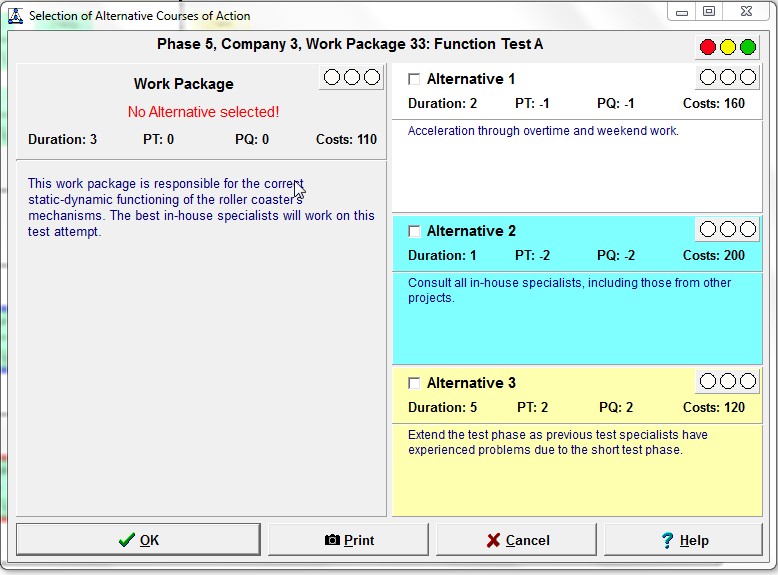 Selection of Alternative Courses of Action
Phase 5, Company 3, Work Package 33: Function Test A
Work Package
No Alternative selected!
Duration: 3 PT: 0 PQ: 0 Costs: 110
This work package is responsible for the correct
static-dynamic functioning of the roller coaster's
mechanisms. The best in-house specialists will work on this
test attempt.
Alternative 1
Duration: 2 PT: -1 PQ: -1 Costs: 160
Acceleration through overtime and weekend work.
Alternative 2
Duration: 1 PT: -2 PQ: -2 Costs: 200
Consult all in-house specialists, including those from other
projects.
Alternative 3
Duration: 5 PT: 2 PQ: 2 Costs: 120
Extend the test phase as previous test specialists have
experienced problems due to the short test phase.
OK Print Cancel Help